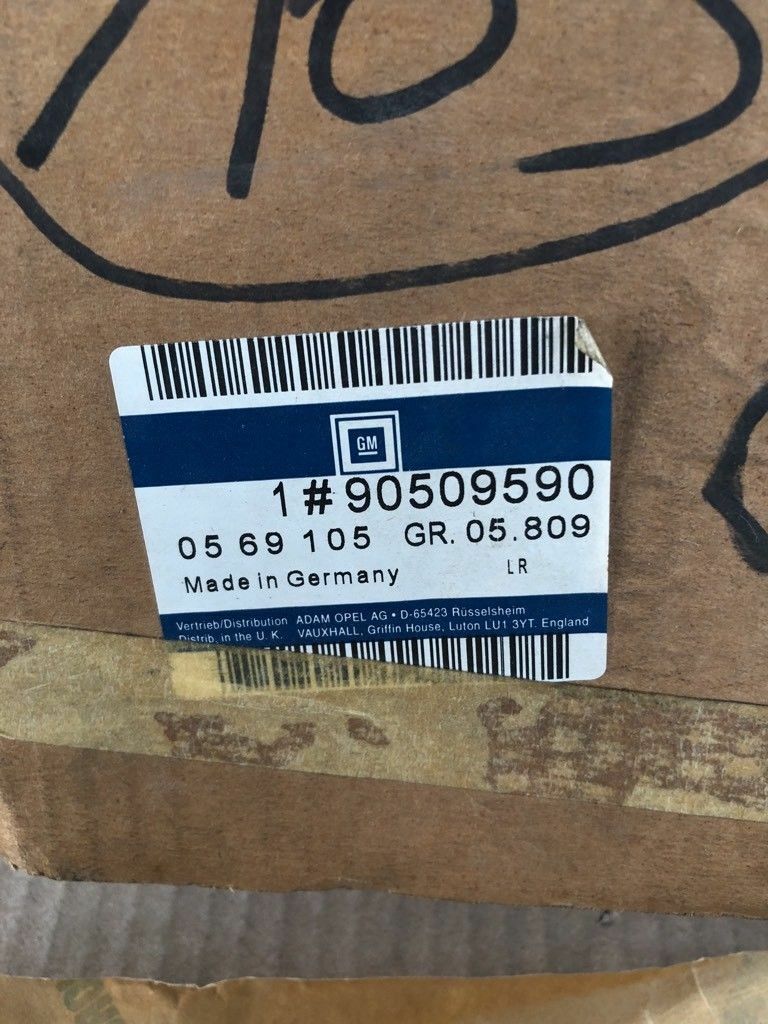 GM
1 # 90509590
05 69 105 GR. 05.809
Made in Germany LR
Vertrieb/Distribution ADAM OPEL AG • D-65423 Rüsselsheim
Distrib. in the U. K. VAUXHALL, Griffin House, Luton LU1 3YT. England